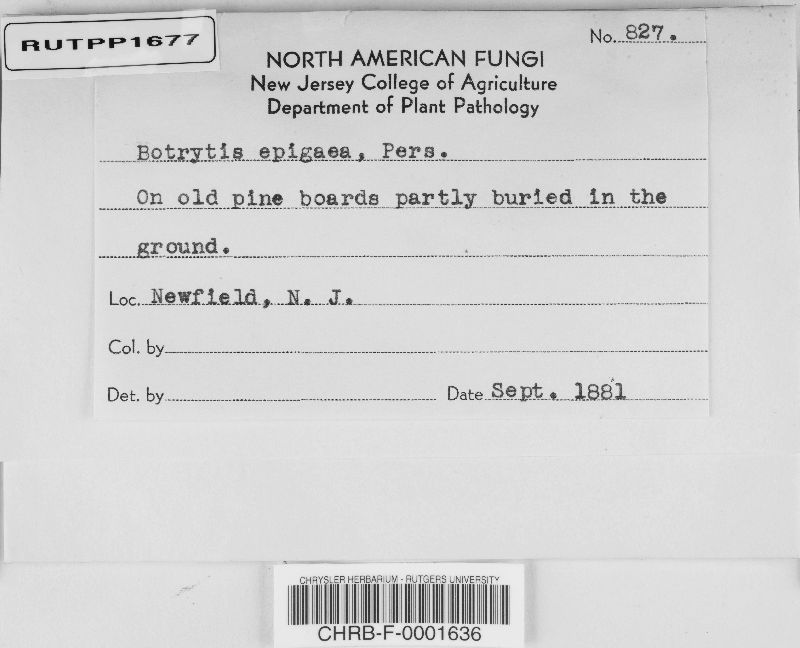 RUTPP1677
No. 827.
NORTH AMERICAN FUNGI
New Jersey College of Agriculture
Department of Plant Pathology
Botrytis epigaea, Pers.
On old pine boards partly buried in the
ground.
Loc. Newfield, N. J.
Col. by
Det. by Date Sept. 1881
CHRYSLER HERBARIUM - RUTGERS UNIVERSITY
CHRB-F-0001636